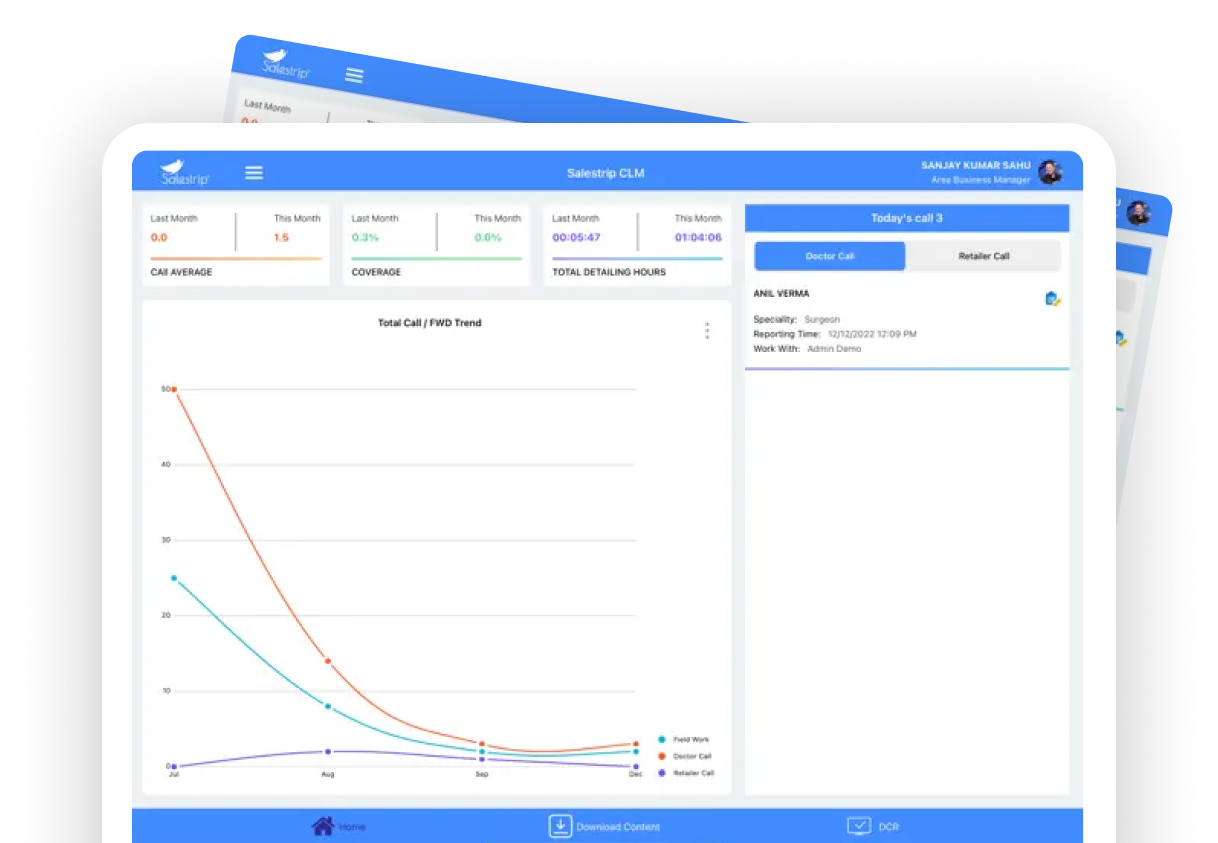 Salestrip
Last Month
0.0
Salestrip
Salestrip CLM
SANJAY KUMAR SAHU
Area Business Manager
Last Month This Month
0.0 1.5
CAll AVERAGE
Last Month This Month
0.3% 0.0%
COVERAGE
Last Month This Month
00:05:47 01:04:06
TOTAL DETAILING HOURS
Today's call 3
Doctor Call Retailer Call
ANIL VERMA
Speciality: Surgeon
Reporting Time: 12/12/2022 12:09 PM
Work With: Admin Demo
Total Call / FWD Trend
50
40
30
20
10
0
Jul Aug Sep Dec
Field Work
Doctor Call
Retailer Call
Home Download Content DCR